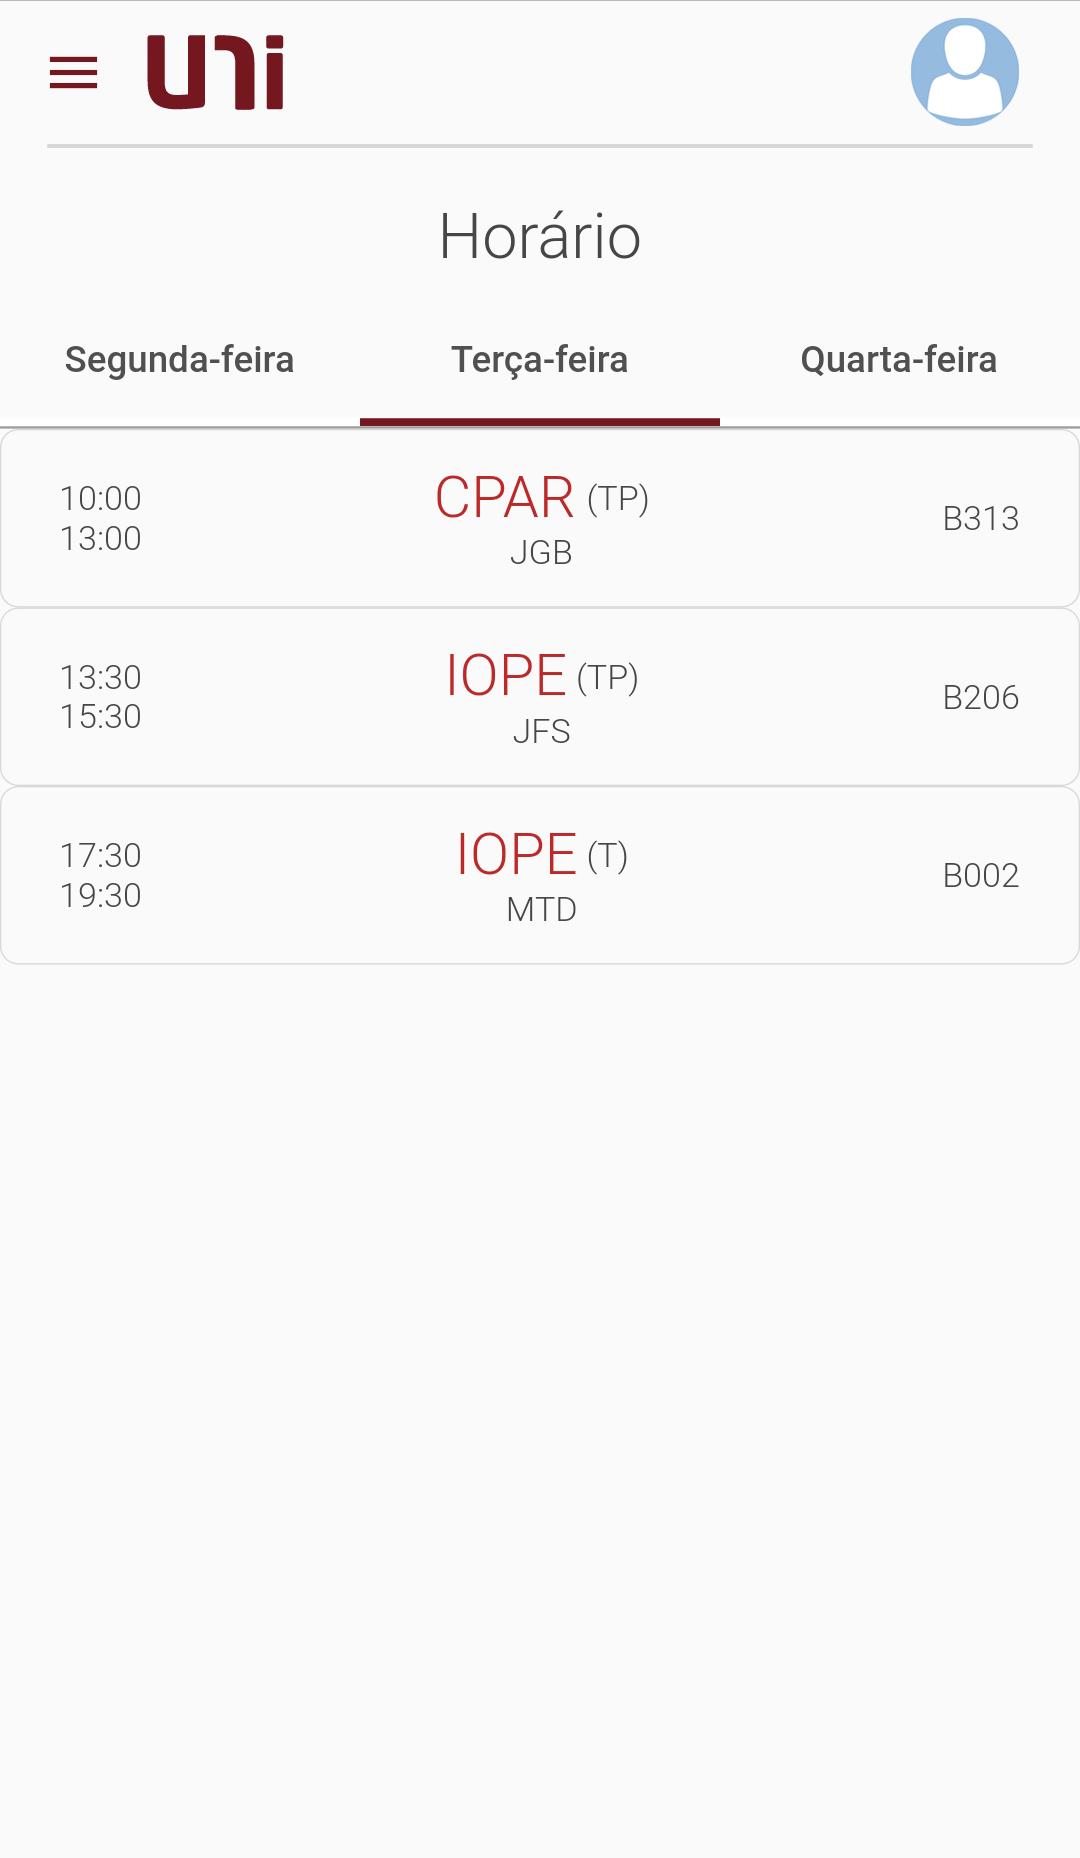 uni
Horário
Segunda-feira Terça-feira Quarta-feira
10:00
13:00
CPAR (TP)
JGB
B313
13:30
15:30
IOPE (TP)
JFS
B206
17:30
19:30
IOPE (T)
MTD
B002